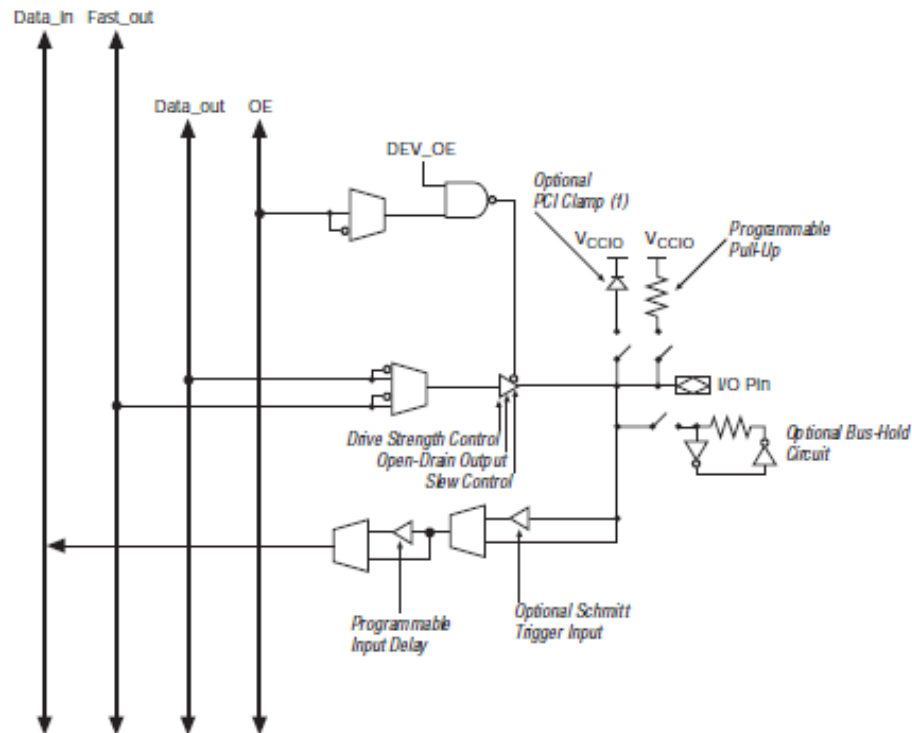 Data_in Fast_out
Data_out OE
DEV_OE
Optional
PCI Clamp (1)
VCCIO VCCIO
Programmable
Pull-Up
I/O Pin
Drive Strength Control
Open-Drain Output
Slew Control
Optional Bus-Hold
Circuit
Programmable
Input Delay
Optional Schmitt
Trigger Input